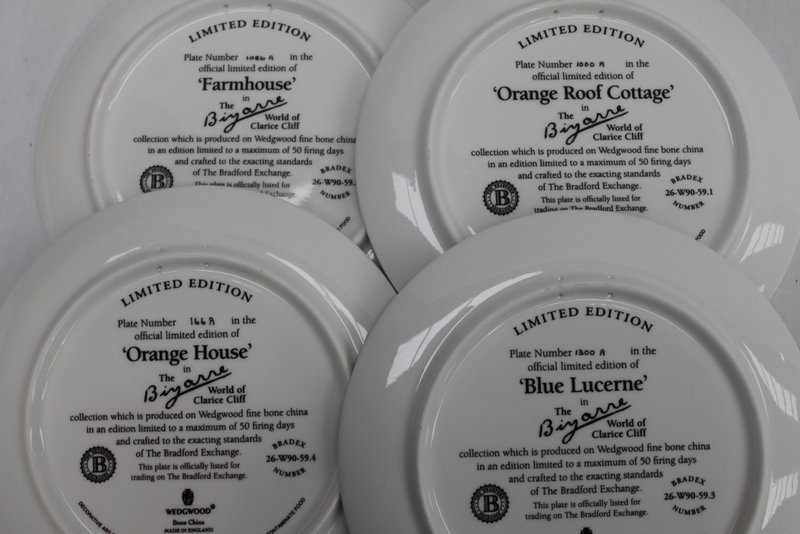 LIMITED EDITION
Plate Number 1086 A in the
official limited edition of
'Farmhouse'
in
The Bizarre World of
Clarice Cliff
collection which is produced on Wedgwood fine bone china
in an edition limited to a maximum of 50 firing days
and crafted to the exacting standards
of The Bradford Exchange.
This plate is officially listed for
BRADEX
26-W90-59.
NUMBER
B
FOOD
LIMITED EDITION
Plate Number 1000 A in the
official limited edition of
'Orange Roof Cottage'
in
The Bizarre World of
Clarice Cliff
collection which is produced on Wedgwood fine bone china
in an edition limited to a maximum of 50 firing days
and crafted to the exacting standards
of The Bradford Exchange.
This plate is officially listed for
trading on The Bradford Exchange.
BRADEX
26-W90-59.1
NUMBER
B
FOOD
LIMITED EDITION
Plate Number 166 A in the
official limited edition of
'Orange House'
in
The Bizarre World of
Clarice Cliff
collection which is produced on Wedgwood fine bone china
in an edition limited to a maximum of 50 firing days
and crafted to the exacting standards
of The Bradford Exchange.
This plate is officially listed for
trading on The Bradford Exchange.
BRADEX
26-W90-59.4
NUMBER
B
WEDGWOOD®
Bone China
MADE IN ENGLAND
DECORATIVE ART
CONTAMINATE FOOD
LIMITED EDITION
Plate Number 1300 A in the
official limited edition of
'Blue Lucerne'
in
The Bizarre World of
Clarice Cliff
collection which is produced on Wedgwood fine bone china
in an edition limited to a maximum of 50 firing days
and crafted to the exacting standards
of The Bradford Exchange.
This plate is officially listed for
trading on The Bradford Exchange.
BRADEX
26-W90-59.3
NUMBER
B